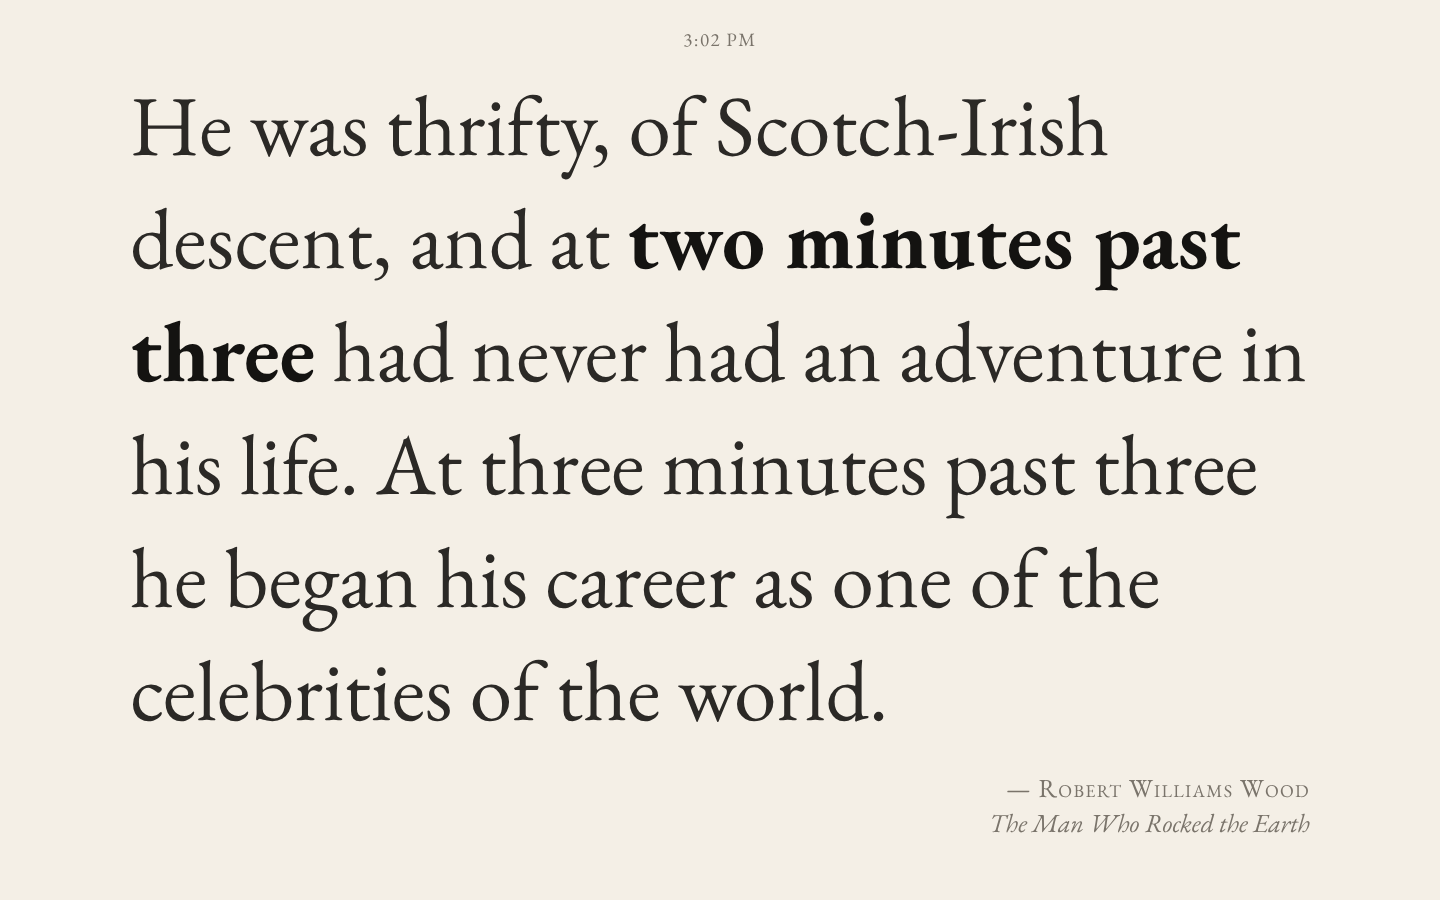 3:02 PM
He was thrifty, of Scotch-Irish
descent, and at two minutes past
three had never had an adventure in
his life. At three minutes past three
he began his career as one of the
celebrities of the world.
— Robert Williams Wood
The Man Who Rocked the Earth